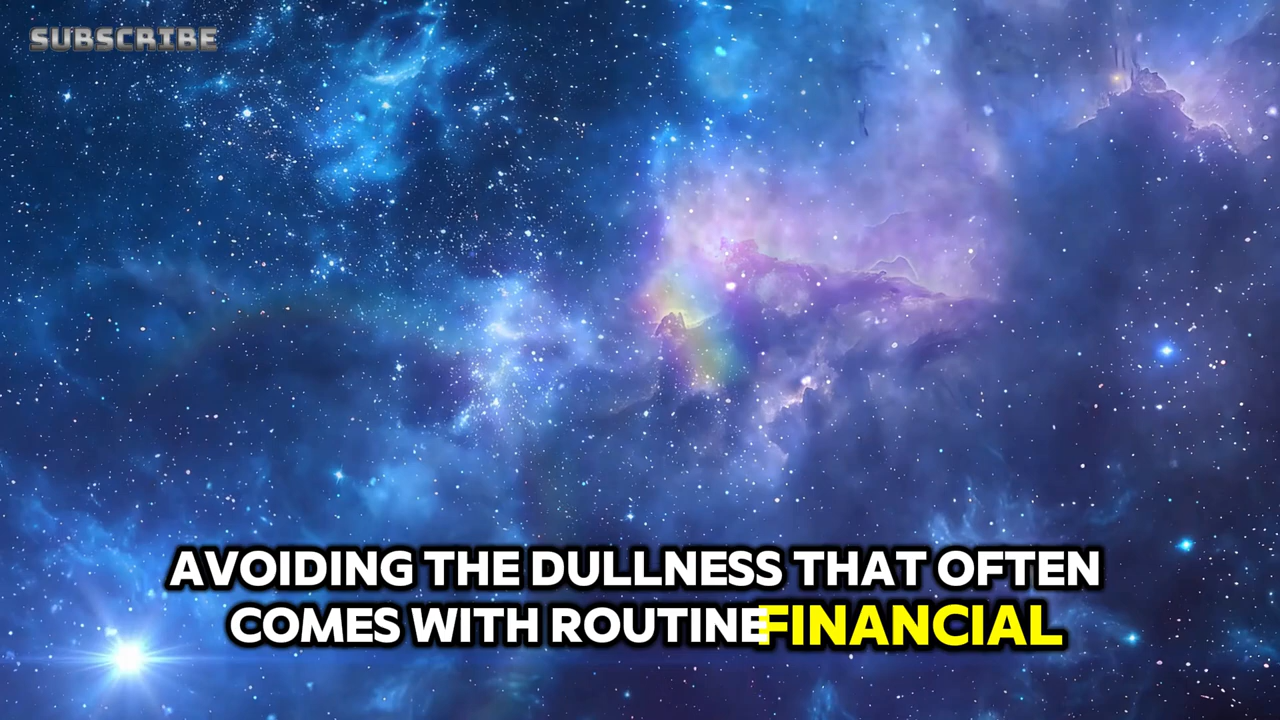 SUBSCRIBE
AVOIDING THE DULLNESS THAT OFTEN
COMES WITH ROUTINE FINANCIAL